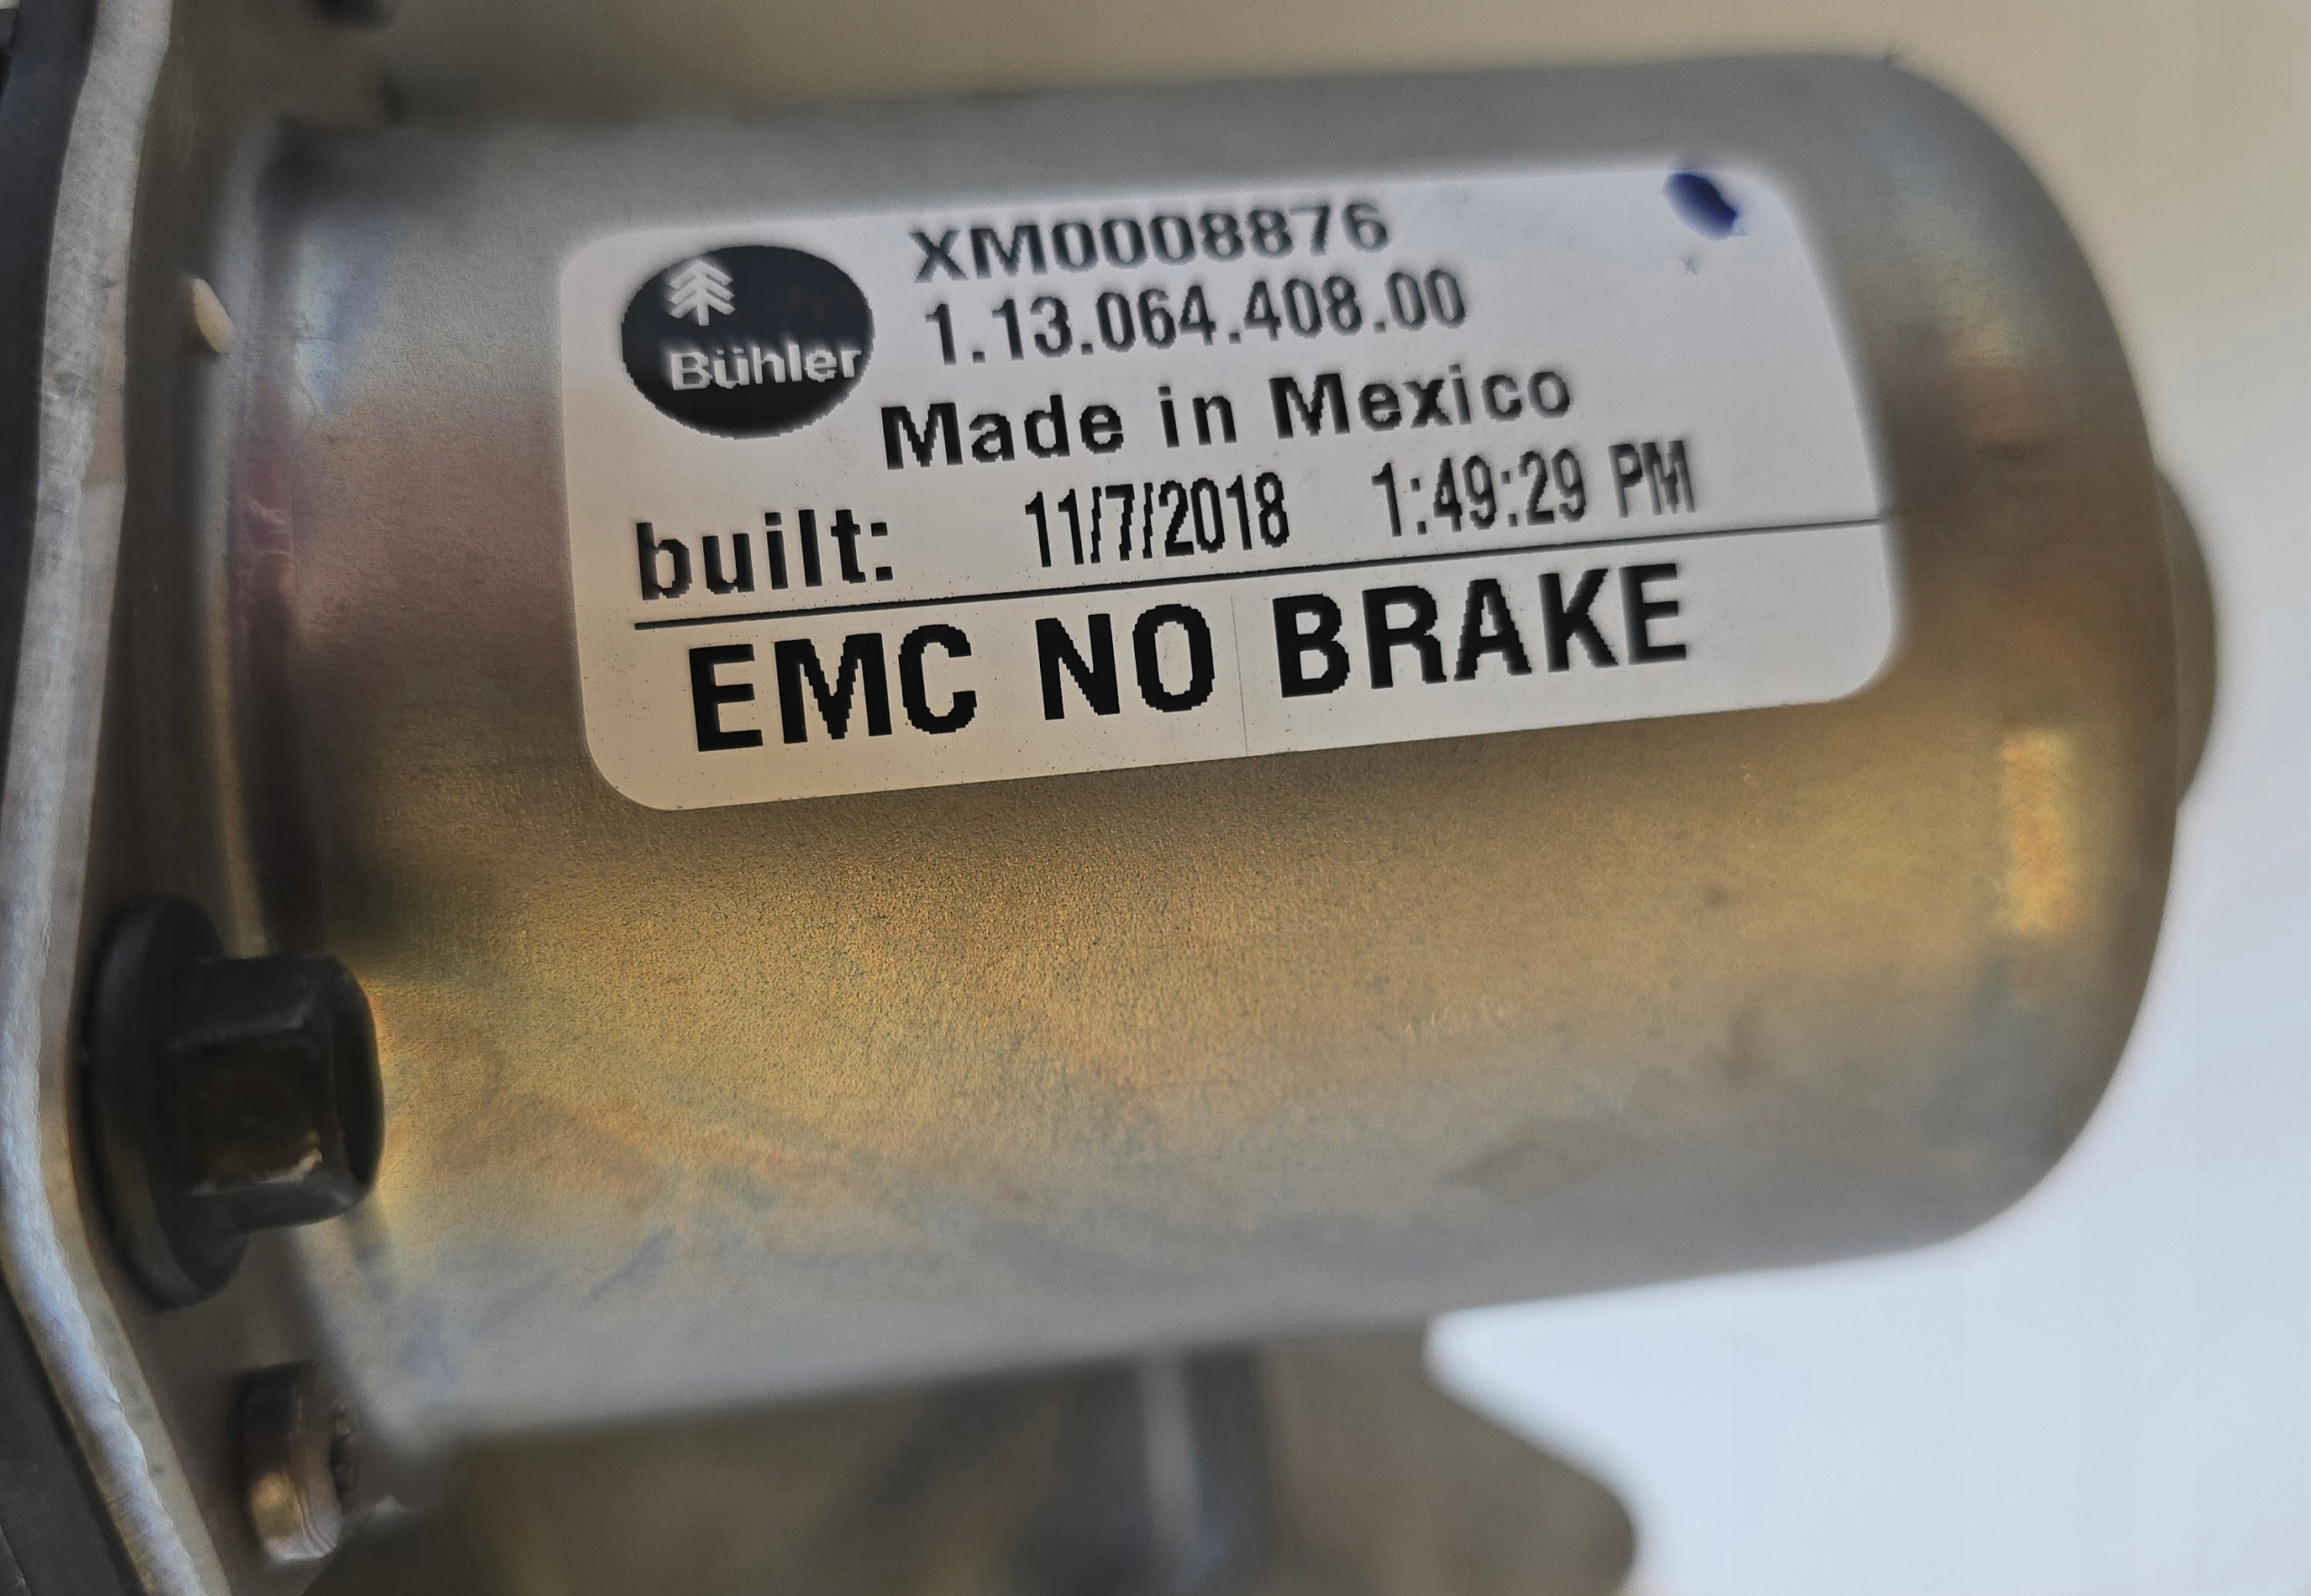 Bühler
XM0008876
1.13.064.408.00
Made in Mexico
built: 11/7/2018 1:49:29 PM
EMC NO BRAKE